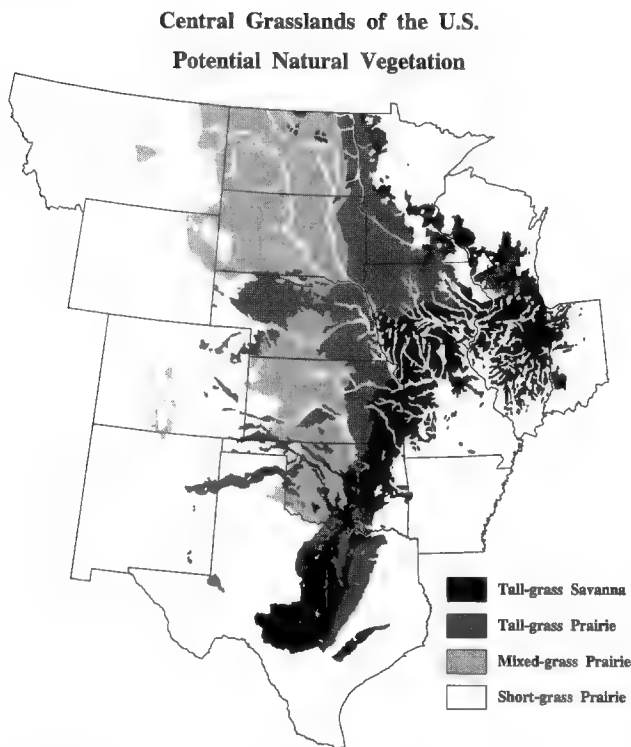 Central Grasslands of the U.S.
Potential Natural Vegetation
Tall-grass Savanna
Tall-grass Prairie
Mixed-grass Prairie
Short-grass Prairie